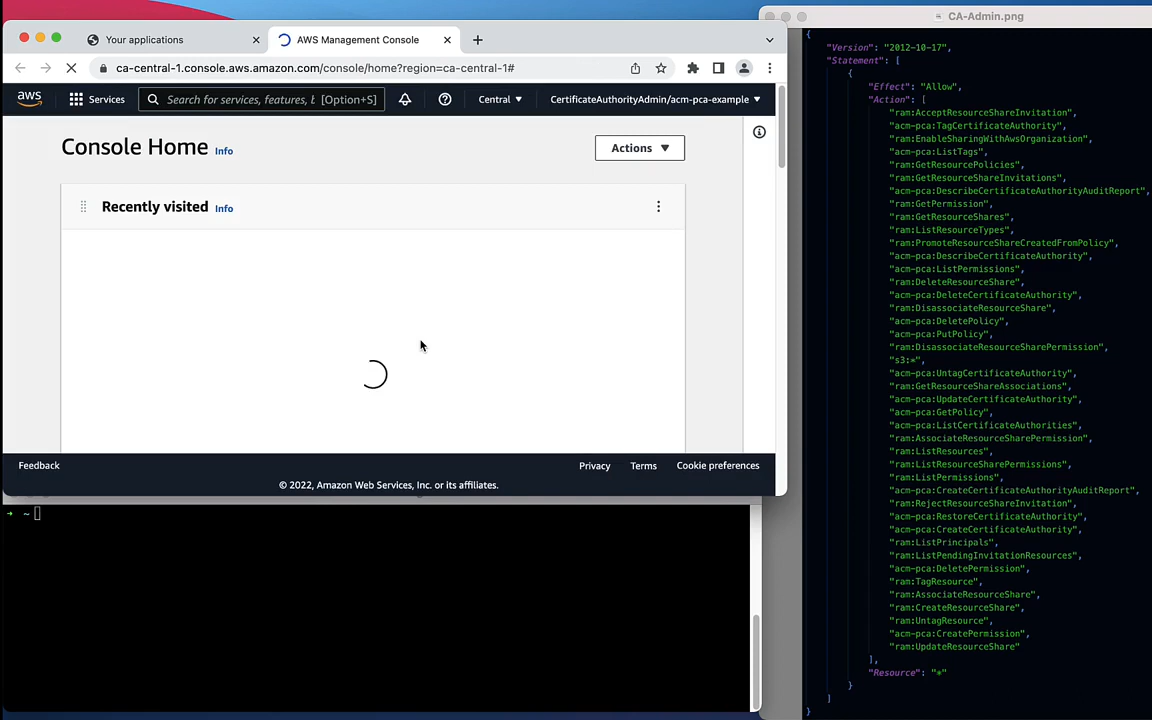 Your applications
AWS Management Console
ca-central-1.console.aws.amazon.com/console/home?region=ca-central-1#
aws
Services
Search for services, features, l [Option+S]
Central ▼
CertificateAuthorityAdmin/acm-pca-example ▼
Console Home Info
Actions ▼
Recently visited Info
Feedback
Privacy
Terms
Cookie preferences
© 2022, Amazon Web Services, Inc. or its affiliates.
→ ~
CA-Admin.png
{
"Version": "2012-10-17",
"Statement": [
{
"Effect": "Allow",
"Action": [
"ram:AcceptResourceShareInvitation",
"acm-pca:TagCertificateAuthority",
"ram:EnableSharingWithAwsOrganization",
"acm-pca:ListTags",
"ram:GetResourcePolicies",
"ram:GetResourceShareInvitations",
"acm-pca:DescribeCertificateAuthorityAuditReport",
"ram:GetPermission",
"ram:GetResourceShares",
"ram:ListResourceTypes",
"ram:PromoteResourceShareCreatedFromPolicy",
"acm-pca:DescribeCertificateAuthority",
"acm-pca:ListPermissions",
"ram:DeleteResourceShare",
"acm-pca:DeleteCertificateAuthority",
"ram:DisassociateResourceShare",
"acm-pca:DeletePolicy",
"acm-pca:PutPolicy",
"ram:DisassociateResourceSharePermission",
"s3:*",
"acm-pca:UntagCertificateAuthority",
"ram:GetResourceShareAssociations",
"acm-pca:UpdateCertificateAuthority",
"acm-pca:GetPolicy",
"acm-pca:ListCertificateAuthorities",
"ram:AssociateResourceSharePermission",
"ram:ListResources",
"ram:ListResourceSharePermissions",
"ram:ListPermissions",
"acm-pca:CreateCertificateAuthorityAuditReport",
"ram:RejectResourceShareInvitation",
"acm-pca:RestoreCertificateAuthority",
"acm-pca:CreateCertificateAuthority",
"ram:ListPrincipals",
"ram:ListPendingInvitationResources",
"acm-pca:DeletePermission",
"ram:TagResource",
"ram:AssociateResourceShare",
"ram:CreateResourceShare",
"ram:UntagResource",
"acm-pca:CreatePermission",
"ram:UpdateResourceShare"
],
"Resource": "*"
}
]
}